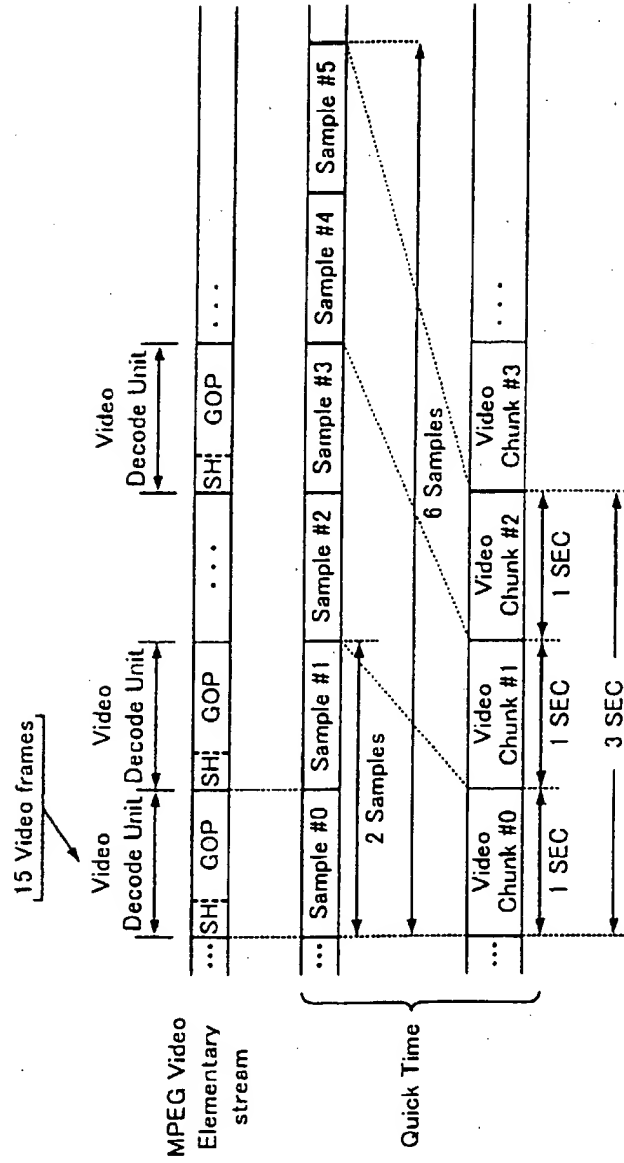 15 Video frames
Video
Decode Unit
Video
Decode Unit
Video
Decode Unit
MPEG Video
Elementary
stream
...
SH
GOP
SH
GOP
...
SH
GOP
...
Quick Time
...
Sample #0
Sample #1
Sample #2
Sample #3
Sample #4
Sample #5
2 Samples
6 Samples
...
Video
Chunk #0
Video
Chunk #1
Video
Chunk #2
Video
Chunk #3
...
1 SEC
1 SEC
1 SEC
3 SEC